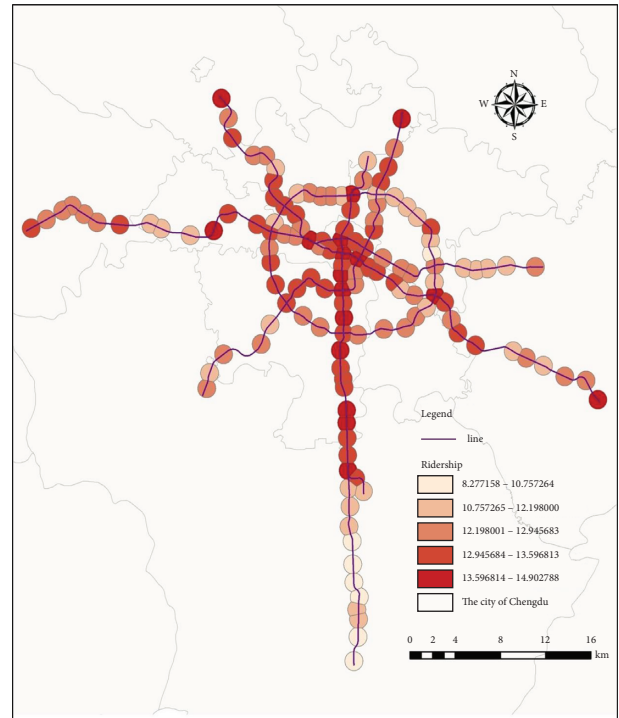 N
W E
S
Legend
line
Ridership
8.277158 – 10.757264
10.757265 – 12.198000
12.198001 – 12.945683
12.945684 – 13.596813
13.596814 – 14.902788
The city of Chengdu
0 2 4 8 12 16
km